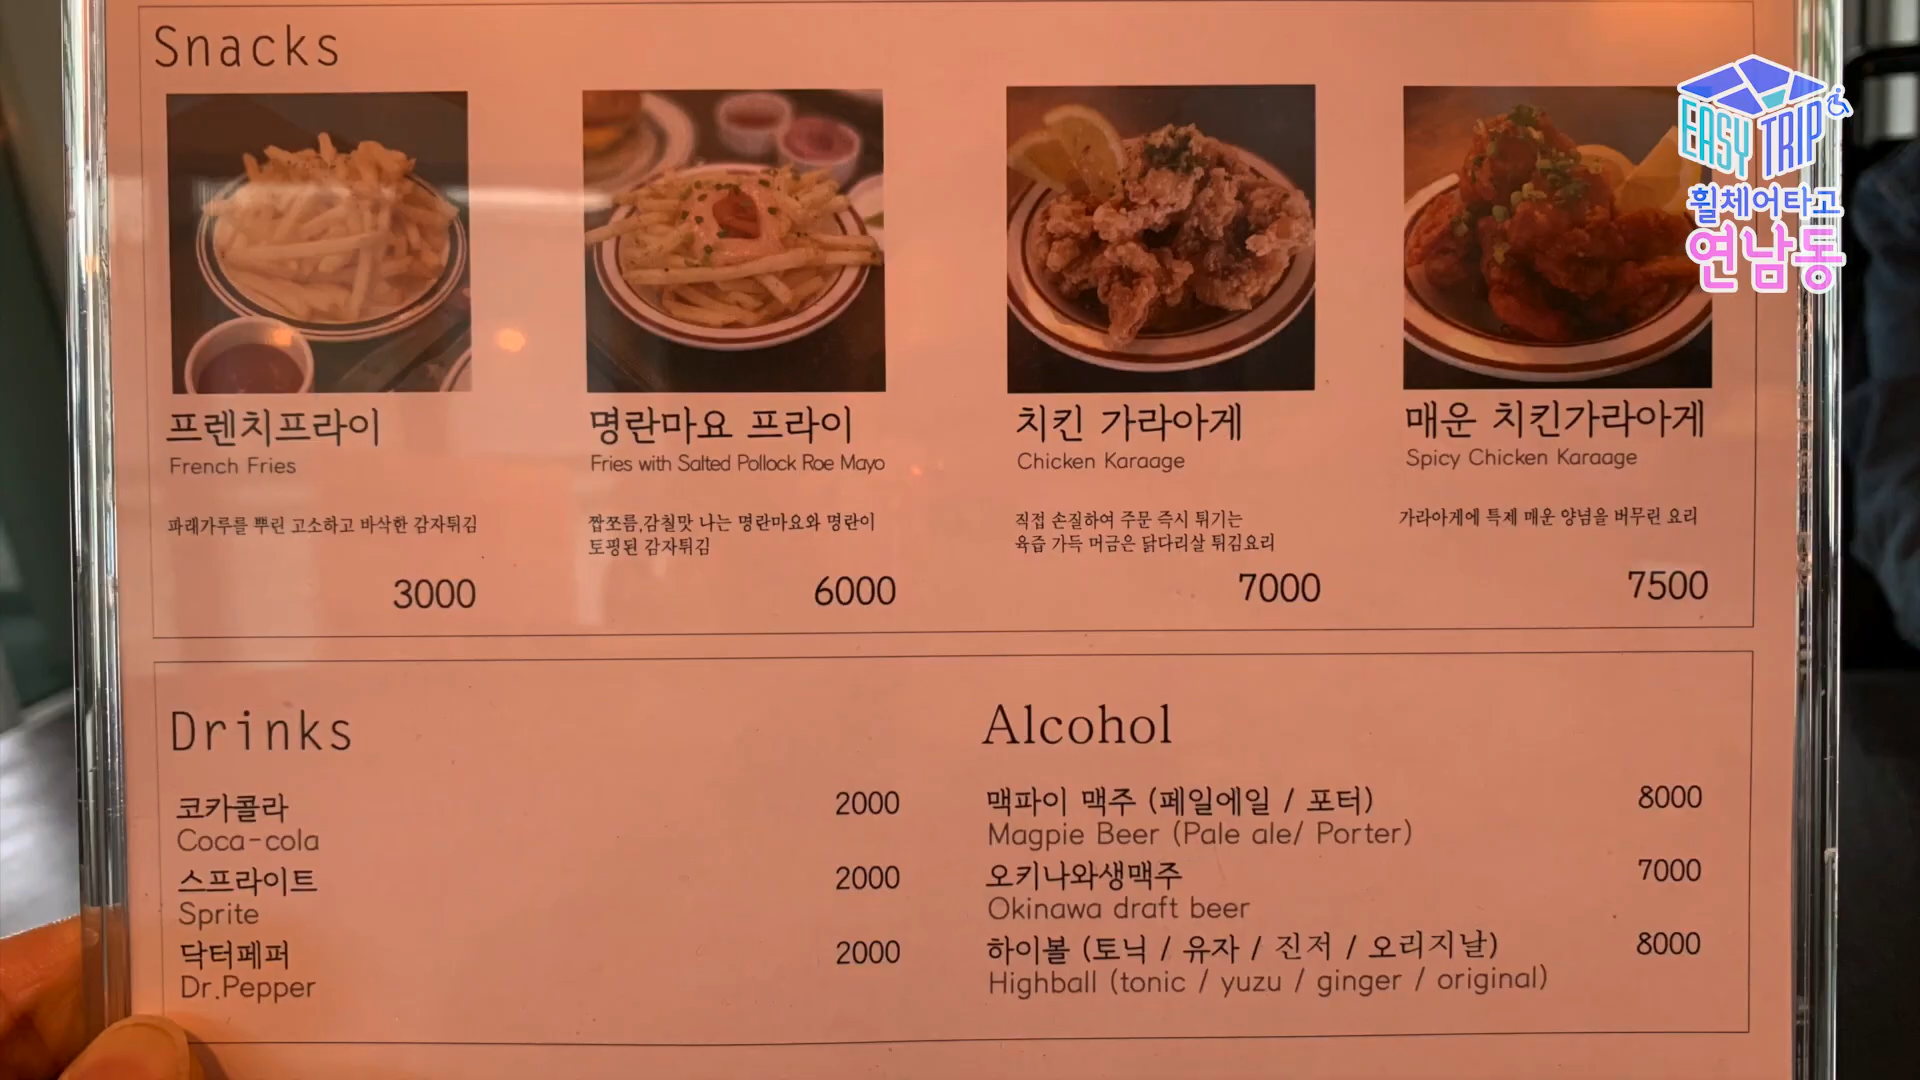 Snacks
프렌치프라이
French Fries
파래가루를 뿌린 고소하고 바삭한 감자튀김
3000
명란마요 프라이
Fries with Salted Pollock Roe Mayo
짭쪼름,감칠맛 나는 명란마요와 명란이
토핑된 감자튀김
6000
치킨 가라아게
Chicken Karaage
직접 손질하여 주문 즉시 튀기는
육즙 가득 머금은 닭다리살 튀김요리
7000
매운 치킨가라아게
Spicy Chicken Karaage
가라아게에 특제 매운 양념을 버무린 요리
7500
Drinks
코카콜라 2000
Coca-cola
스프라이트 2000
Sprite
닥터페퍼 2000
Dr.Pepper
Alcohol
맥파이 맥주 (페일에일 / 포터) 8000
Magpie Beer (Pale ale/ Porter)
오키나와생맥주 7000
Okinawa draft beer
하이볼 (토닉 / 유자 / 진저 / 오리지날) 8000
Highball (tonic / yuzu / ginger / original)
EASY TRIP
휠체어타고
연남동